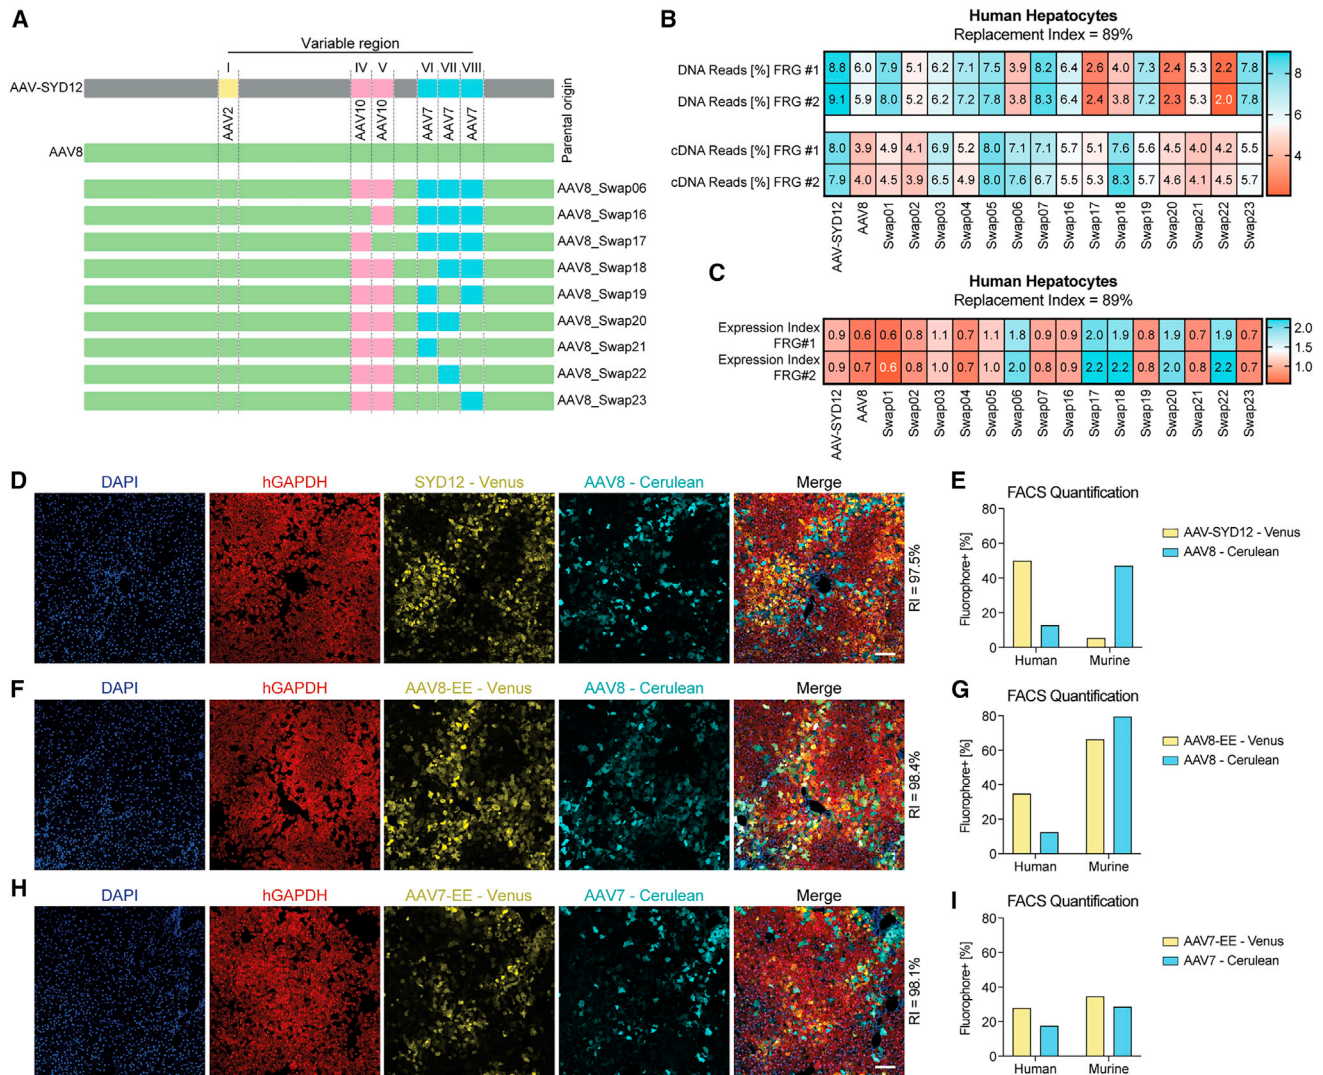 A
Variable region
I IV V VI VII VIII
AAV-SYD12
AAV2 AAV10 AAV10 AAV7 AAV7 AAV7
Parental origin
AAV8
AAV8_Swap06
AAV8_Swap16
AAV8_Swap17
AAV8_Swap18
AAV8_Swap19
AAV8_Swap20
AAV8_Swap21
AAV8_Swap22
AAV8_Swap23
B
Human Hepatocytes
Replacement Index = 89%
DNA Reads [%] FRG #1 8.8 6.0 7.9 5.1 6.2 7.1 7.5 3.9 8.2 6.4 2.6 4.0 7.3 2.4 5.3 2.2 7.8
DNA Reads [%] FRG #2 9.1 5.9 8.0 5.2 6.2 7.2 7.8 3.8 8.3 6.4 2.4 3.8 7.2 2.3 5.3 2.0 7.8
cDNA Reads [%] FRG #1 8.0 3.9 4.9 4.1 6.9 5.2 8.0 7.1 7.1 5.7 5.1 7.6 5.6 4.5 4.0 4.2 5.5
cDNA Reads [%] FRG #2 7.9 4.0 4.5 3.9 6.5 4.9 8.0 7.6 6.7 5.5 5.3 8.3 5.7 4.6 4.1 4.5 5.7
8
6
4
AAV-SYD12 AAV8 Swap01 Swap02 Swap03 Swap04 Swap05 Swap06 Swap07 Swap16 Swap17 Swap18 Swap19 Swap20 Swap21 Swap22 Swap23
C
Human Hepatocytes
Replacement Index = 89%
Expression Index
FRG#1
0.9 0.6 0.6 0.8 1.1 0.7 1.1 1.8 0.9 0.9 2.0 1.9 0.8 1.9 0.7 1.9 0.7
Expression Index
FRG#2
0.9 0.7 0.6 0.8 1.0 0.7 1.0 2.0 0.8 0.9 2.2 2.2 0.8 2.0 0.8 2.2 0.7
2.0
1.5
1.0
AAV-SYD12 AAV8 Swap01 Swap02 Swap03 Swap04 Swap05 Swap06 Swap07 Swap16 Swap17 Swap18 Swap19 Swap20 Swap21 Swap22 Swap23
D
DAPI hGAPDH SYD12 - Venus AAV8 - Cerulean Merge
RI = 97.5%
E
FACS Quantification
Fluorophore+ [%]
80
60
40
20
0
Human Murine
AAV-SYD12 - Venus
AAV8 - Cerulean
F
DAPI hGAPDH AAV8-EE - Venus AAV8 - Cerulean Merge
RI = 98.4%
G
FACS Quantification
Fluorophore+ [%]
80
60
40
20
0
Human Murine
AAV8-EE - Venus
AAV8 - Cerulean
H
DAPI hGAPDH AAV7-EE - Venus AAV7 - Cerulean Merge
RI = 98.1%
I
FACS Quantification
Fluorophore+ [%]
80
60
40
20
0
Human Murine
AAV7-EE - Venus
AAV7 - Cerulean